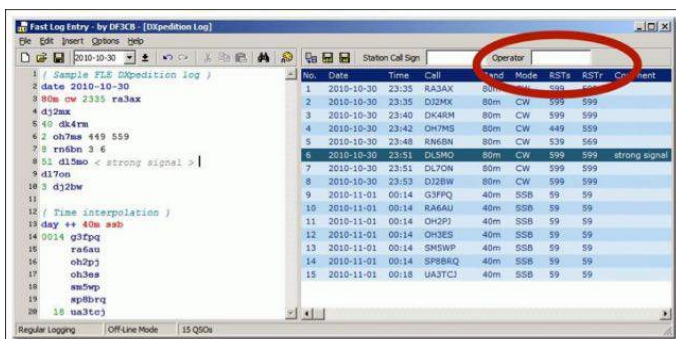 Fast Log Entry - by DF3CB - [DXpedition Log]
File Edit Insert Options Help
2010-10-30
Station Call Sign Operator
1 { Sample FLE DXpedition log }
2 date 2010-10-30
3 80m cw 2335 ra3ax
4 dj2mx
5 40 dk4rm
6 2 oh7ms 449 559
7 8 rn6bn 3 6
8 51 dl5mo < strong signal >
9 dl7on
10 3 dj2bw
11
12 { Time interpolation }
13 day ++ 40m ssb
14 0014 g3fpq
15 ra6au
16 oh2pj
17 oh3es
18 sm5wp
19 sp8brq
20 18 ua3tcj
No. Date Time Call Band Mode RSTs RSTr Comment
1 2010-10-30 23:35 RA3AX 80m CW 599 599
2 2010-10-30 23:35 DJ2MX 80m CW 599 599
3 2010-10-30 23:40 DK4RM 80m CW 599 599
4 2010-10-30 23:42 OH7MS 80m CW 449 559
5 2010-10-30 23:48 RN6BN 80m CW 539 569
6 2010-10-30 23:51 DL5MO 80m CW 599 599 strong signal
7 2010-10-30 23:51 DL7ON 80m CW 599 599
8 2010-10-30 23:53 DJ2BW 80m CW 599 599
9 2010-11-01 00:14 G3FPQ 40m SSB 59 59
10 2010-11-01 00:14 RA6AU 40m SSB 59 59
11 2010-11-01 00:14 OH2PJ 40m SSB 59 59
12 2010-11-01 00:14 OH3ES 40m SSB 59 59
13 2010-11-01 00:14 SM5WP 40m SSB 59 59
14 2010-11-01 00:14 SP8BRQ 40m SSB 59 59
15 2010-11-01 00:18 UA3TCJ 40m SSB 59 59
Regular Logging Off-Line Mode 15 QSOs